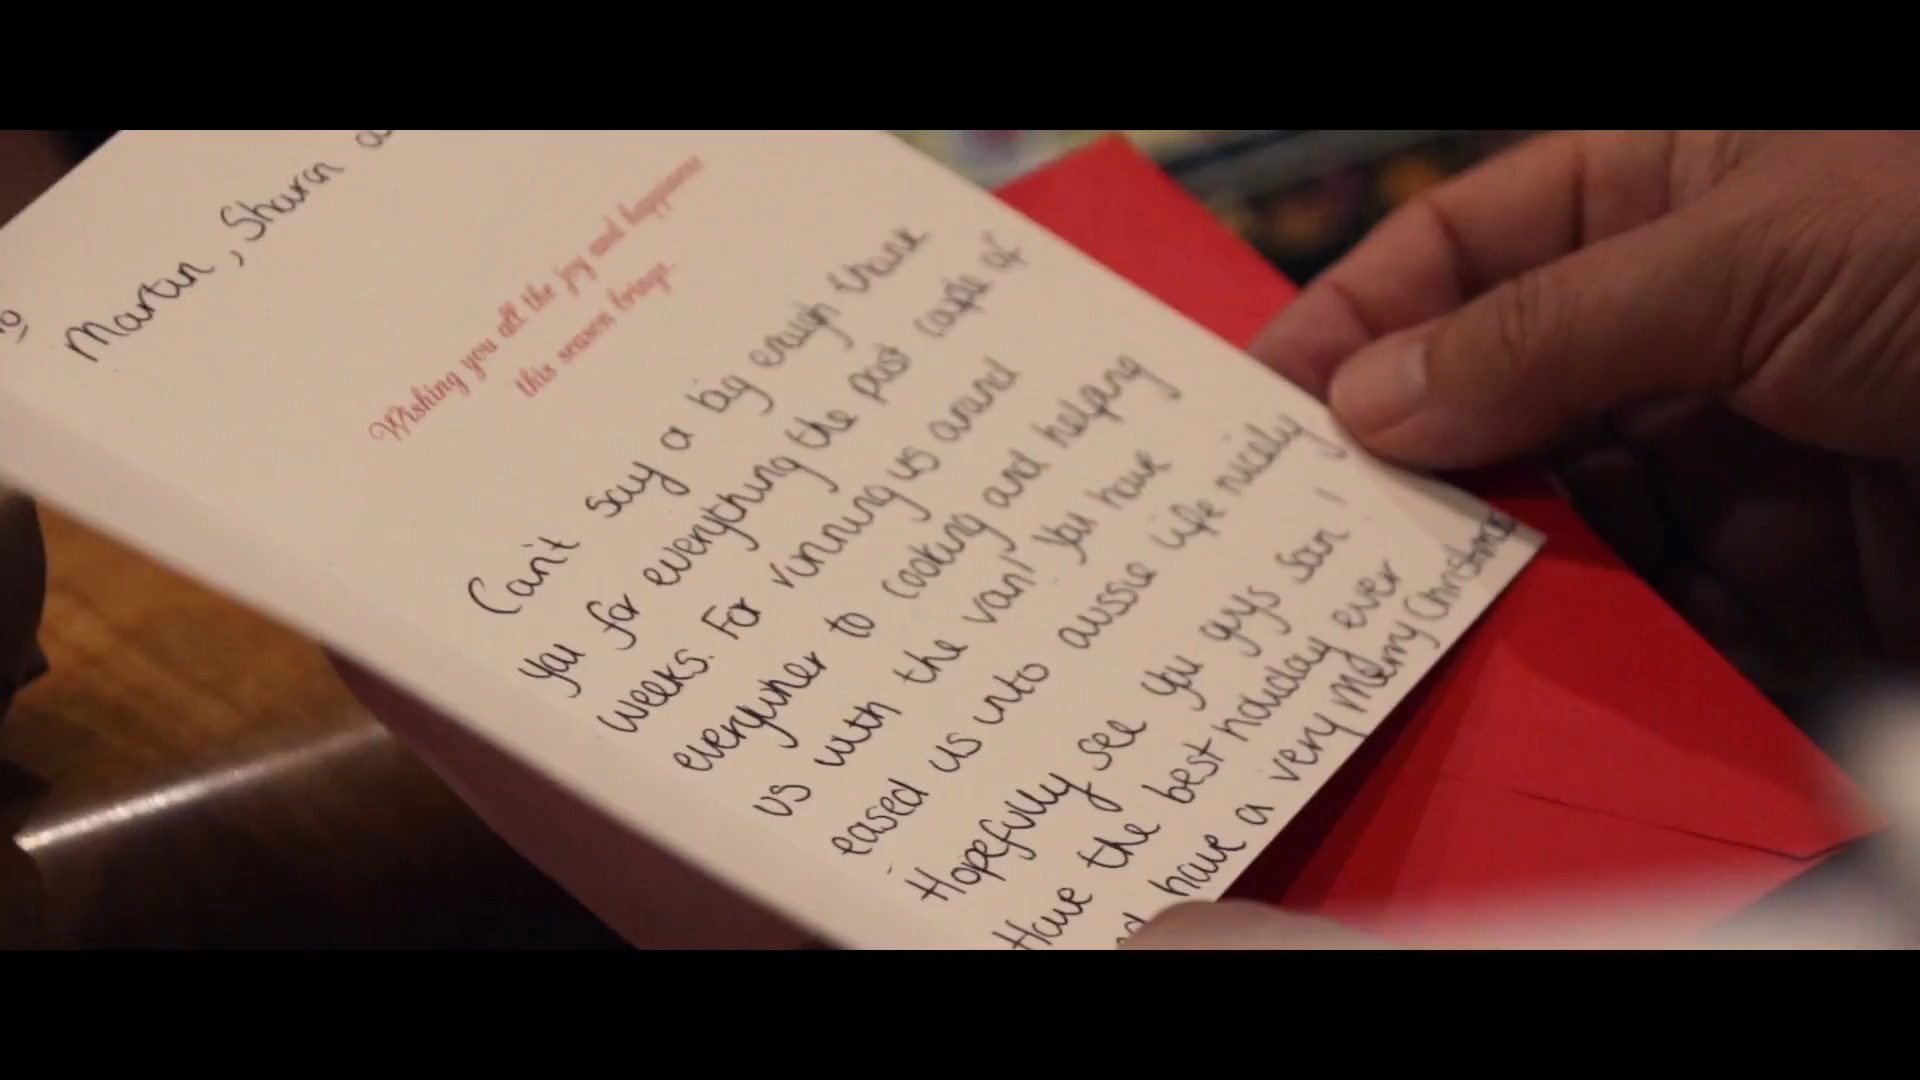 To
Martin, Sharon a
Wishing you all the joy and happiness
this season brings.
Can't say a big enough thank
you for everything the past couple of
weeks. For running us around
everywher to cooking and helping
us with the van! You have
eased us into aussie life nicely
Hopefully see you guys soon!
Have the best holiday ever
have a very Merry Christmas